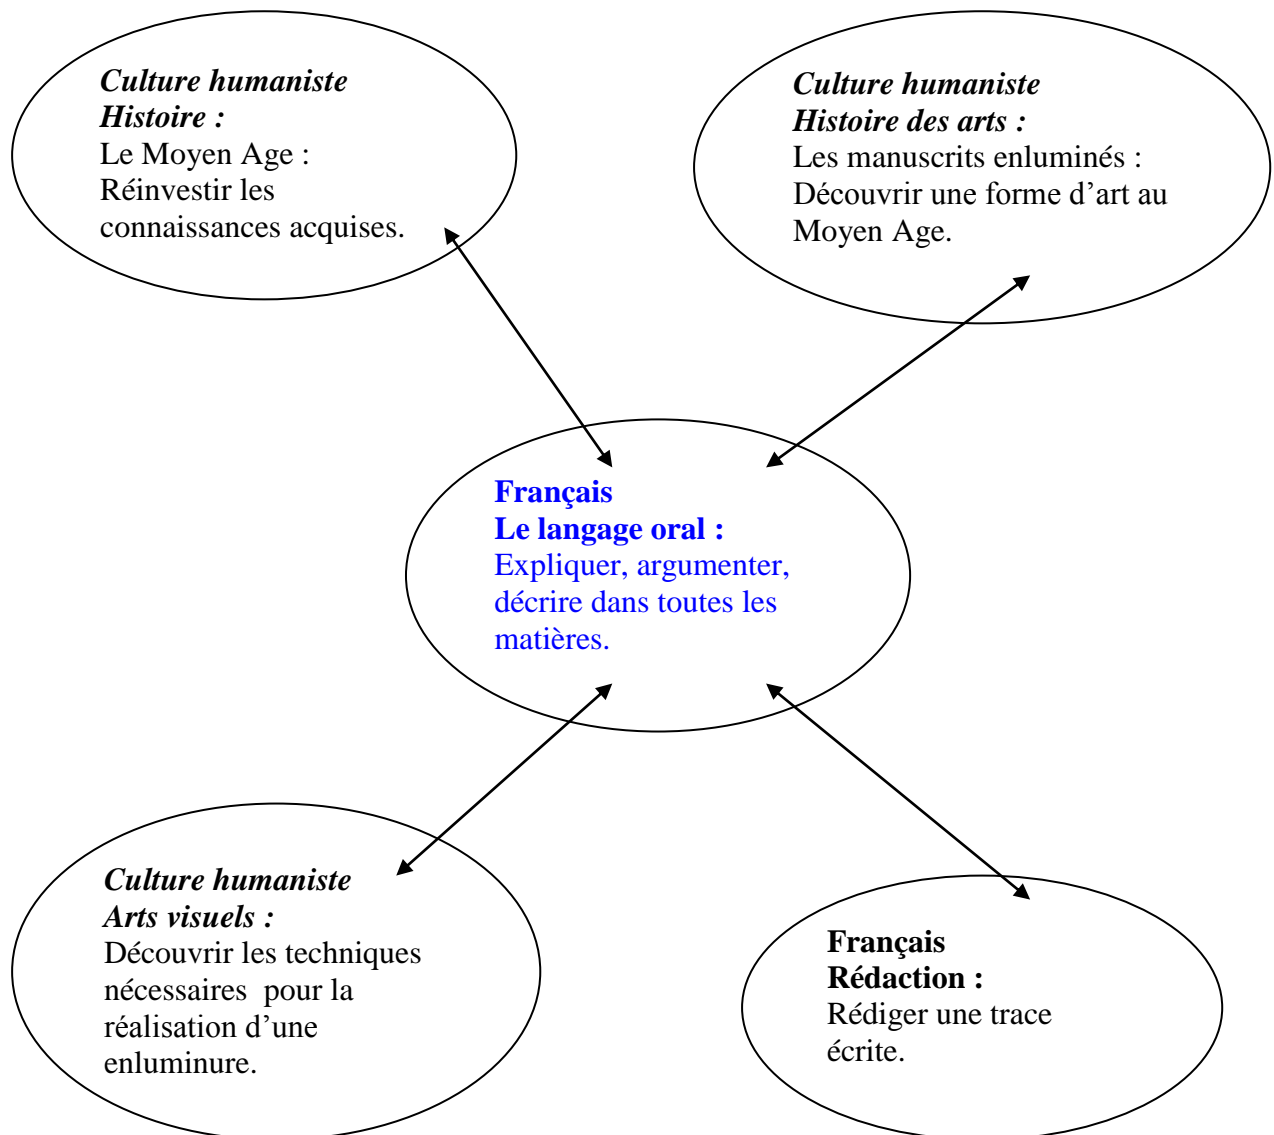 Culture humaniste
Histoire :
Le Moyen Age :
Réinvestir les
connaissances acquises.
Culture humaniste
Histoire des arts :
Les manuscrits enluminés :
Découvrir une forme d’art au
Moyen Age.
Français
Le langage oral :
Expliquer, argumenter,
décrire dans toutes les
matières.
Culture humaniste
Arts visuels :
Découvrir les techniques
nécessaires  pour la
réalisation d’une
enluminure.
Français
Rédaction :
Rédiger une trace
écrite.